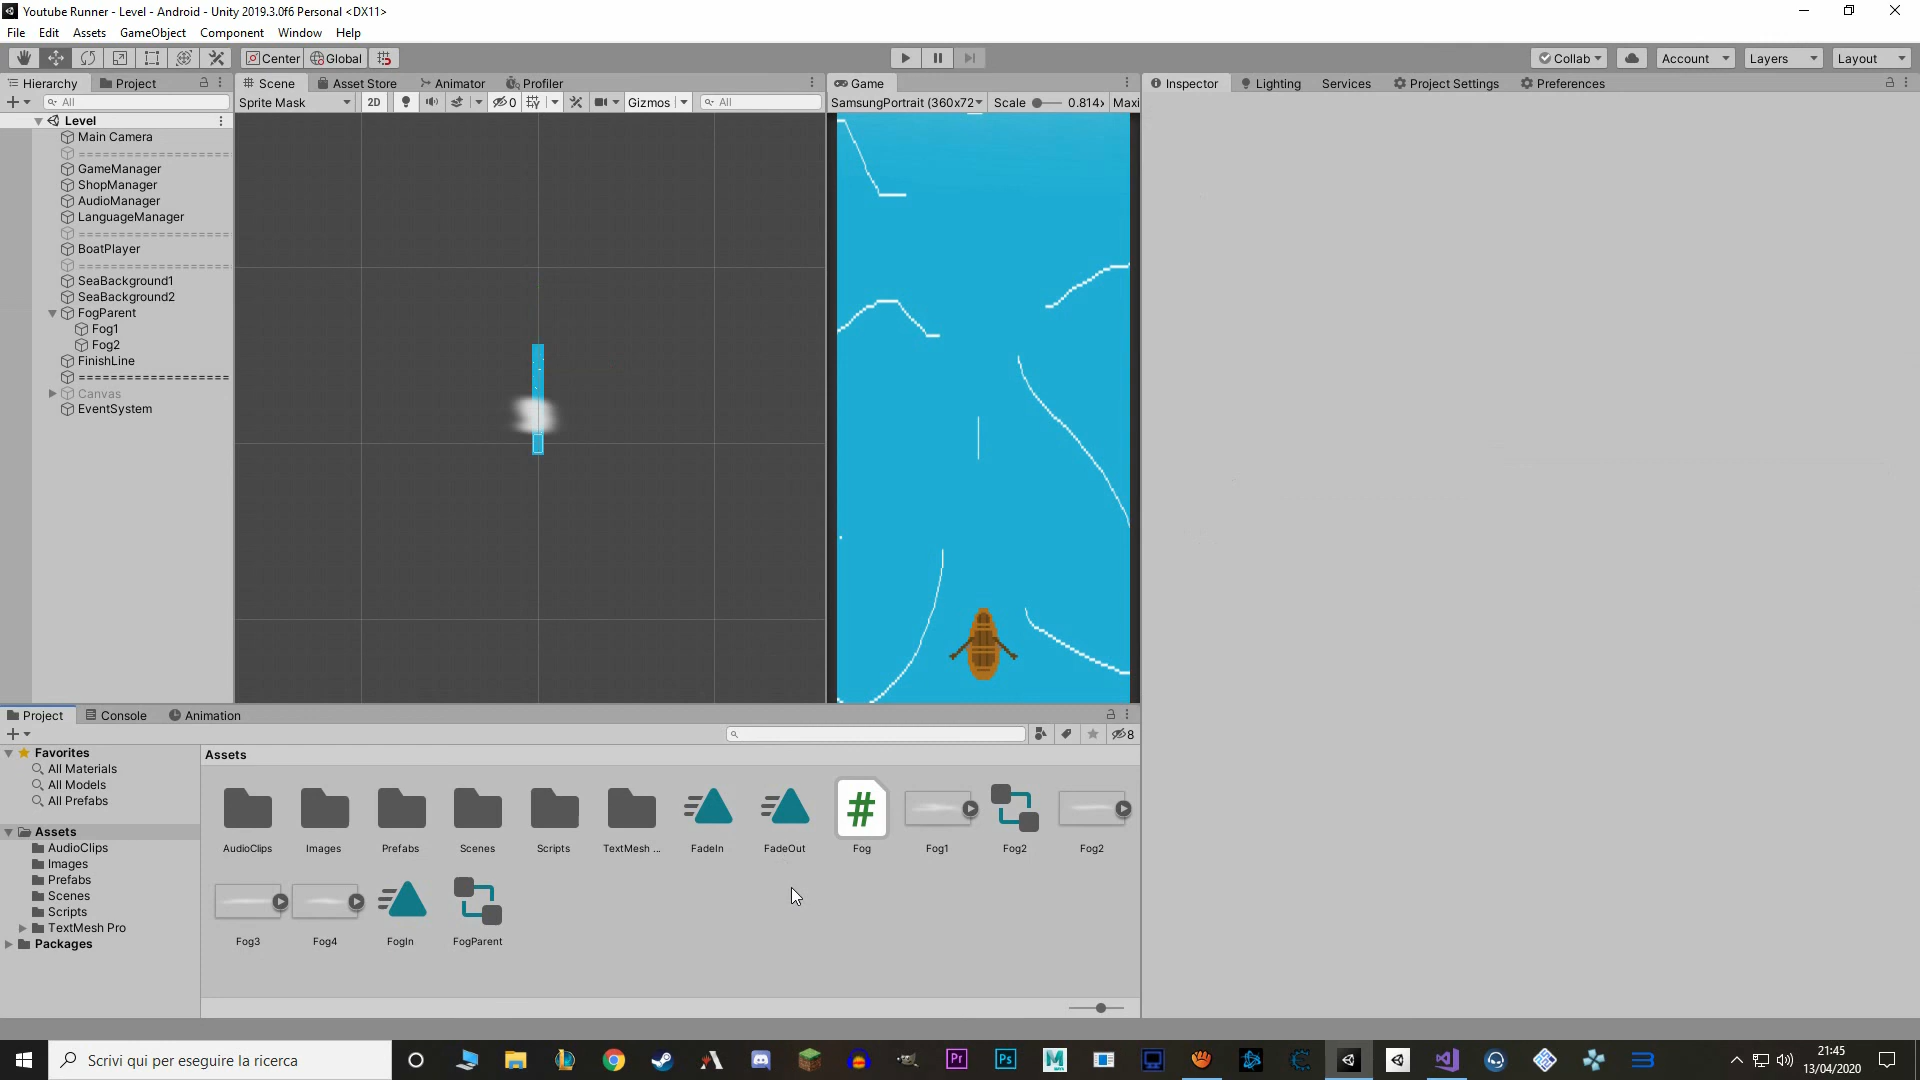 Youtube Runner - Level - Android - Unity 2019.3.0f6 Personal <DX11>
File Edit Assets GameObject Component Window Help
Center Global Collab Account Layers Layout
Hierarchy Project Scene Asset Store Animator Profiler Game Inspector Lighting Services Project Settings Preferences
All Sprite Mask 2D 0 Gizmos All SamsungPortrait (360x72 Scale 0.814x Maxi
Level
Main Camera
====================
GameManager
ShopManager
AudioManager
LanguageManager
====================
BoatPlayer
====================
SeaBackground1
SeaBackground2
FogParent
Fog1
Fog2
FinishLine
====================
Canvas
EventSystem
Project Console Animation
8
Favorites
All Materials
All Models
All Prefabs
Assets
AudioClips
Images
Prefabs
Scenes
Scripts
TextMesh Pro
Packages
Assets
AudioClips Images Prefabs Scenes Scripts TextMesh ... FadeIn FadeOut Fog Fog1 Fog2 Fog2
Fog3 Fog4 FogIn FogParent
Scrivi qui per eseguire la ricerca
Pr Ps M
21:45
13/04/2020